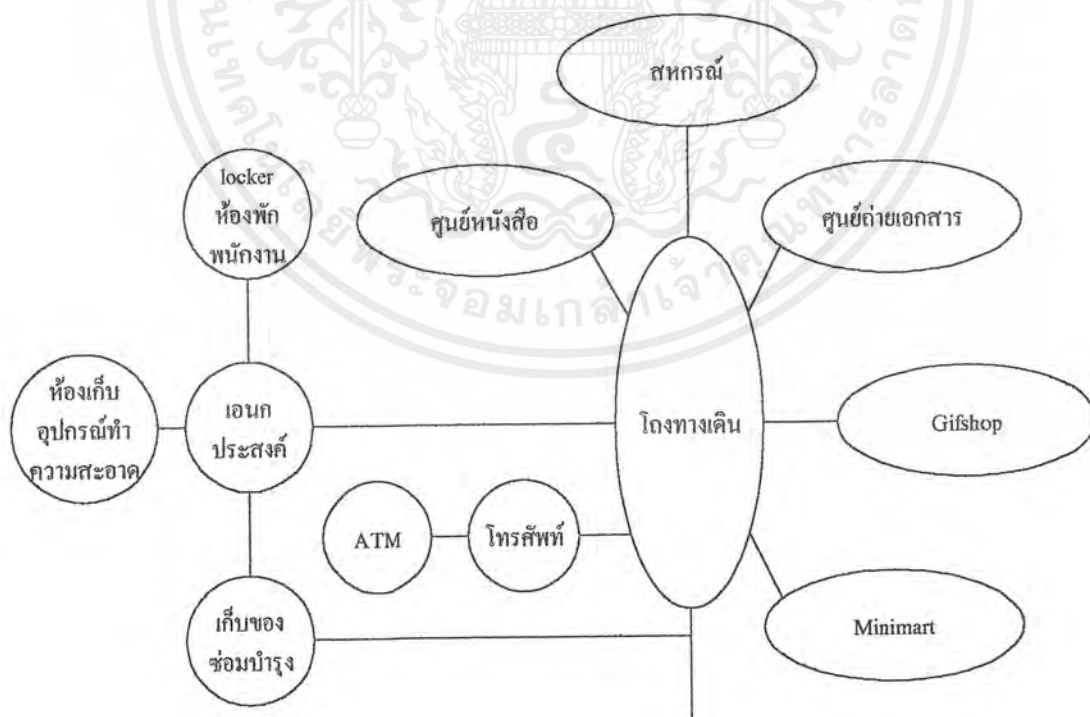 สหกรณ์
locker
ห้องพัก
พนักงาน
ศูนย์หนังสือ
ศูนย์ถ่ายเอกสาร
ห้องเก็บ
อุปกรณ์ทำ
ความสะอาด
เอนก
ประสงค์
โถงทางเดิน
Gifshop
ATM
โทรศัพท์
เก็บของ
ซ่อมบำรุง
Minimart